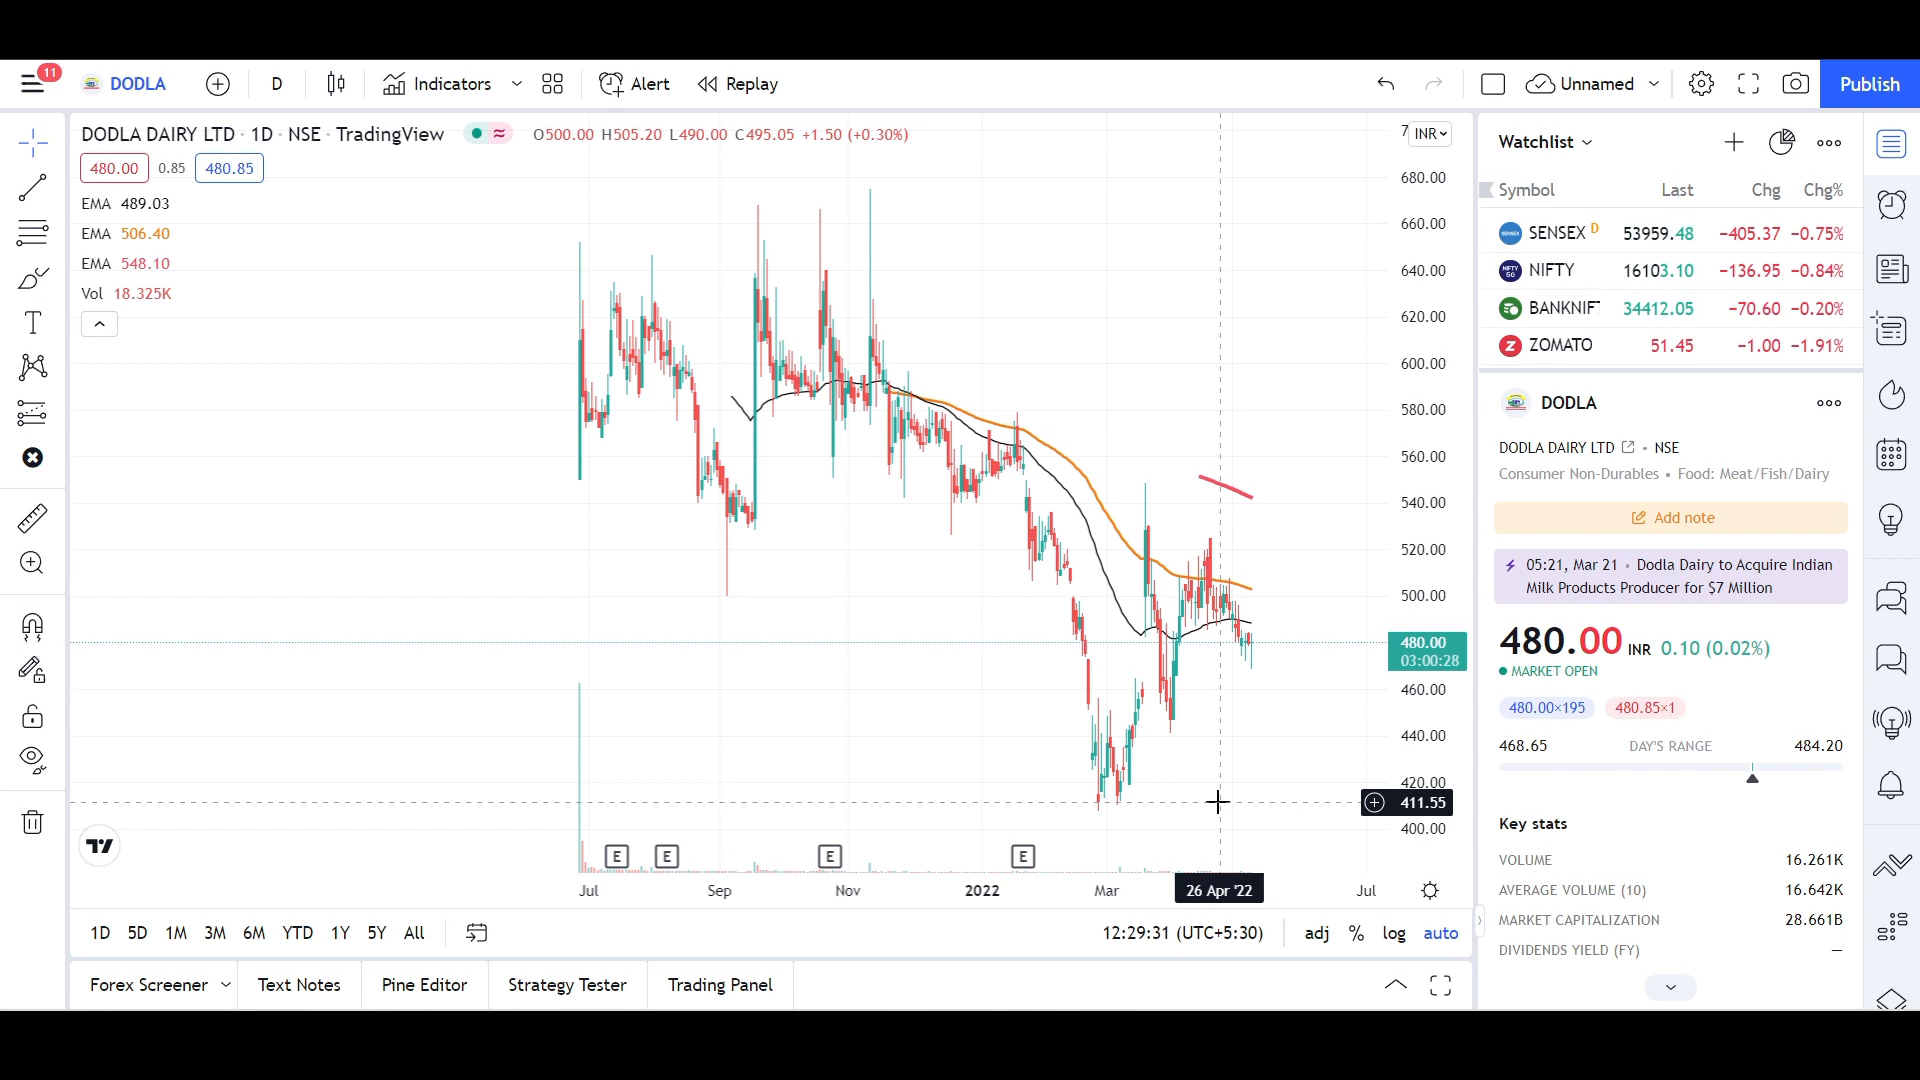 11
DODLA
D
Indicators
Alert
Replay
Unnamed
Publish
DODLA DAIRY LTD · 1D · NSE · TradingView
O500.00 H505.20 L490.00 C495.05 +1.50 (+0.30%)
INR
480.00 0.85 480.85
EMA 489.03
EMA 506.40
EMA 548.10
Vol 18.325K
680.00
660.00
640.00
620.00
600.00
580.00
560.00
540.00
520.00
500.00
480.00
03:00:28
460.00
440.00
420.00
411.55
400.00
E E E E
Jul Sep Nov 2022 Mar 26 Apr '22 Jul
1D 5D 1M 3M 6M YTD 1Y 5Y All
12:29:31 (UTC+5:30) adj % log auto
Forex Screener Text Notes Pine Editor Strategy Tester Trading Panel
Watchlist
Symbol Last Chg Chg%
SENSEX D 53959.48 −405.37 −0.75%
NIFTY 16103.10 −136.95 −0.84%
BANKNIFT 34412.05 −70.60 −0.20%
ZOMATO 51.45 −1.00 −1.91%
DODLA
DODLA DAIRY LTD • NSE
Consumer Non-Durables • Food: Meat/Fish/Dairy
Add note
05:21, Mar 21 • Dodla Dairy to Acquire Indian
Milk Products Producer for $7 Million
480.00 INR 0.10 (0.02%)
MARKET OPEN
480.00×195 480.85×1
468.65 DAY'S RANGE 484.20
Key stats
VOLUME 16.261K
AVERAGE VOLUME (10) 16.642K
MARKET CAPITALIZATION 28.661B
DIVIDENDS YIELD (FY) —